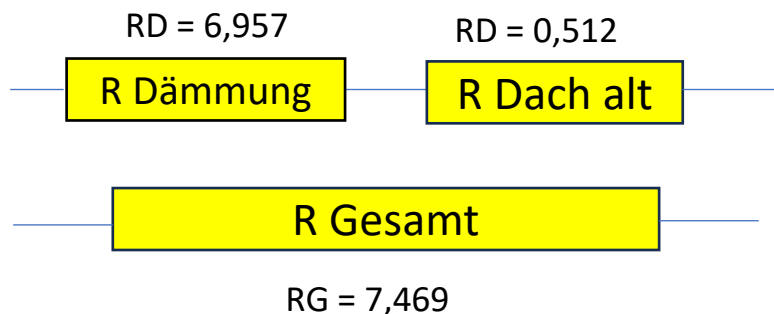 RD = 6,957
RD = 0,512
R Dämmung
R Dach alt
R Gesamt
RG = 7,469